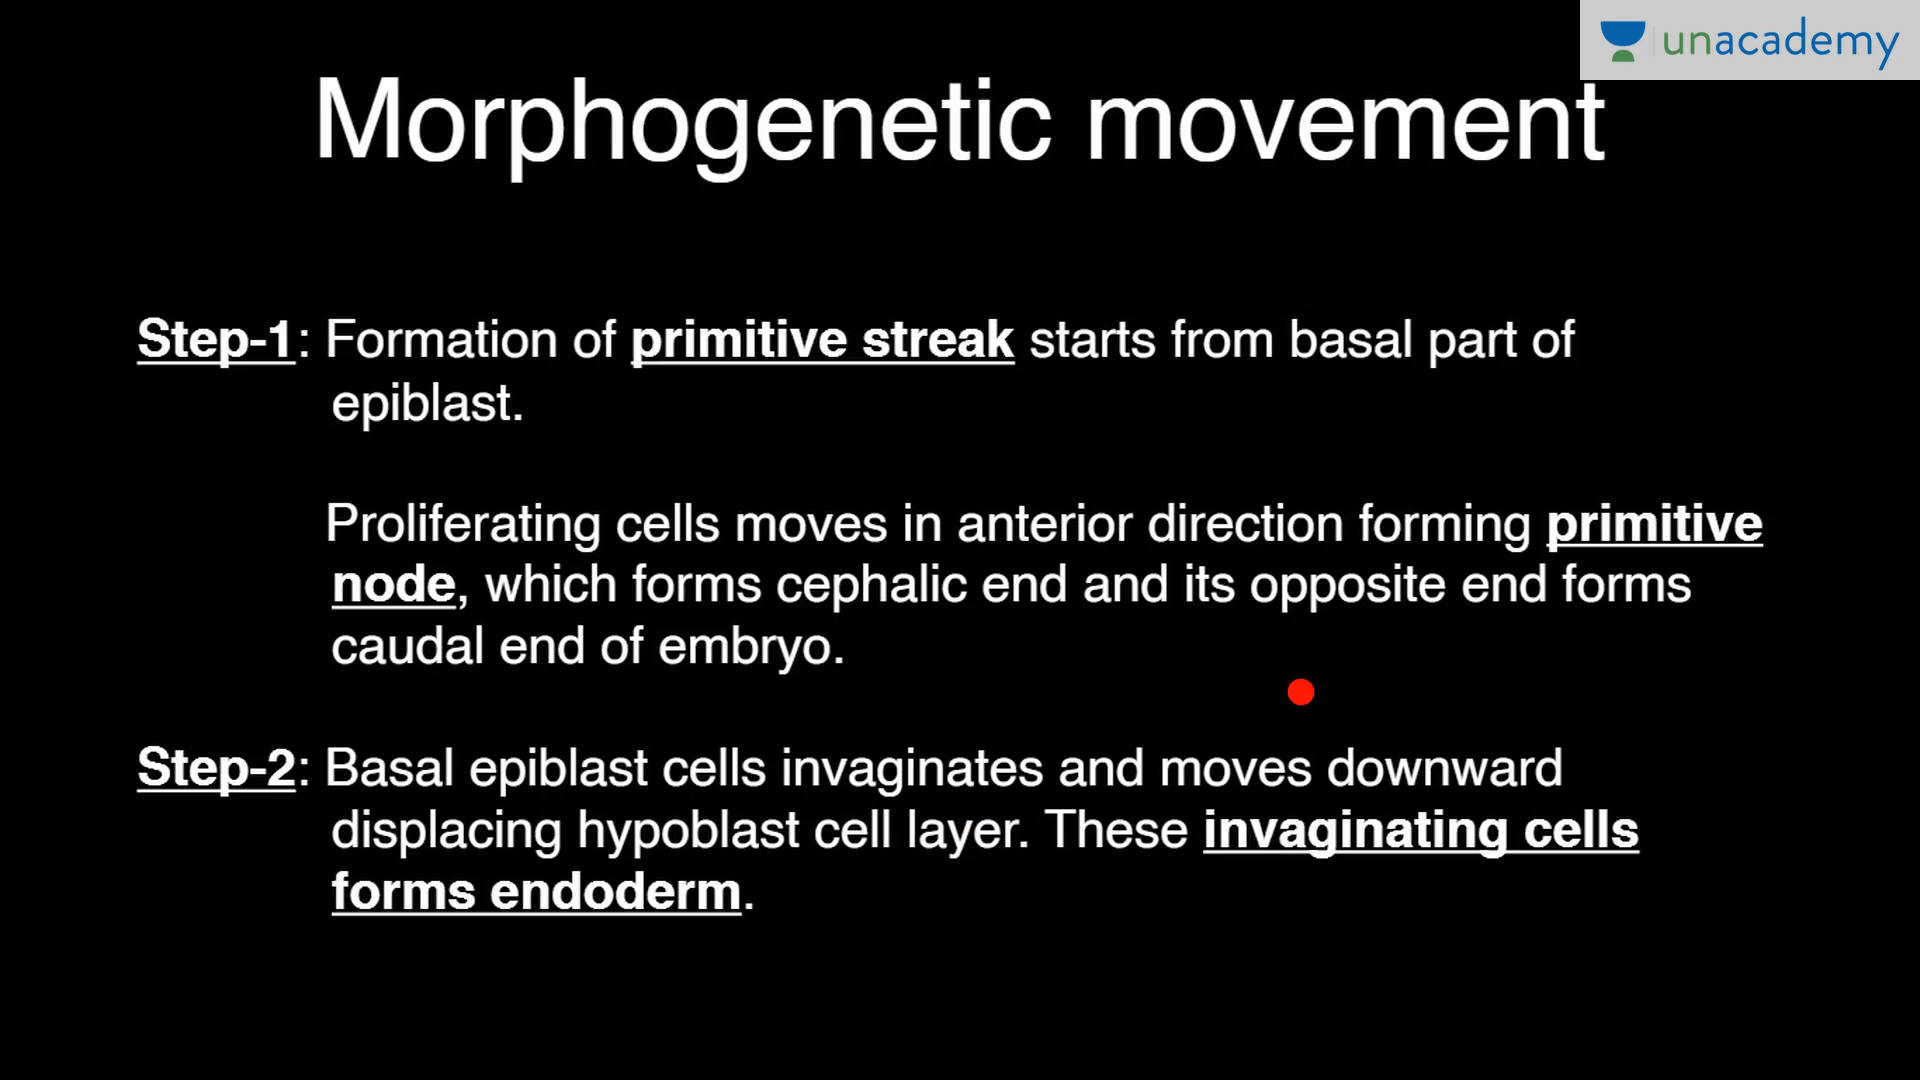 unacademy
Morphogenetic movement
Step-1: Formation of primitive streak starts from basal part of
epiblast.
Proliferating cells moves in anterior direction forming primitive
node, which forms cephalic end and its opposite end forms
caudal end of embryo.
Step-2: Basal epiblast cells invaginates and moves downward
displacing hypoblast cell layer. These invaginating cells
forms endoderm.